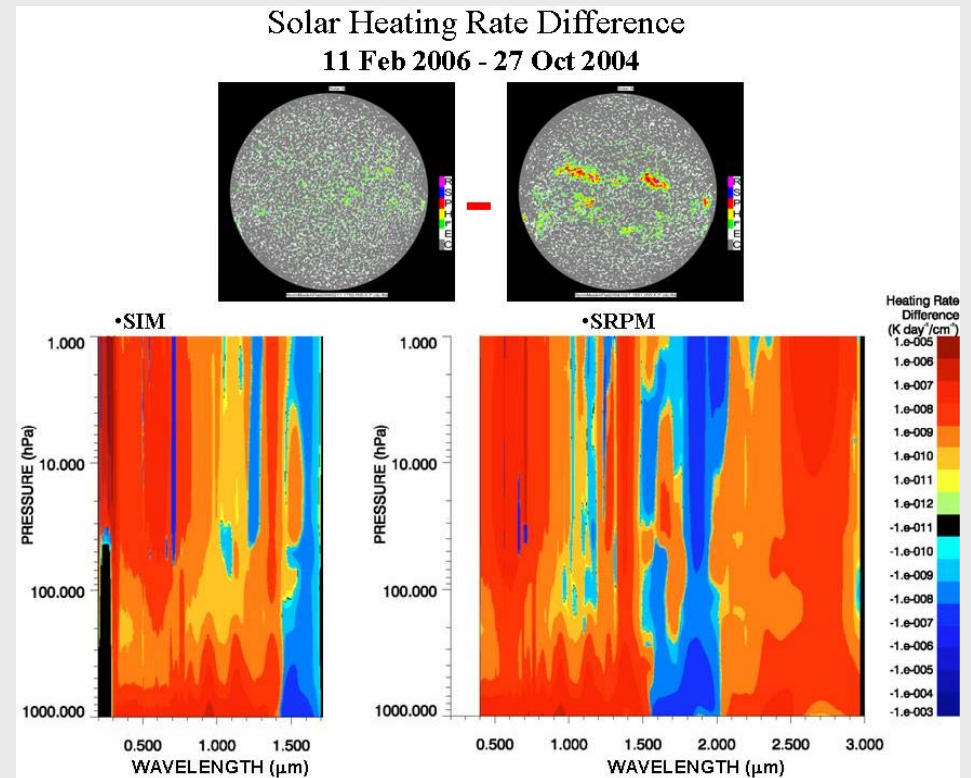 Solar Heating Rate Difference
11 Feb 2006 - 27 Oct 2004
R
S
P
H
F
E
C
R
S
P
H
F
E
C
•SIM
•SRPM
PRESSURE (hPa)
1.000
10.000
100.000
1000.000
0.500 1.000 1.500
WAVELENGTH (µm)
PRESSURE (hPa)
1.000
10.000
100.000
1000.000
0.500 1.000 1.500 2.000 2.500 3.000
WAVELENGTH (µm)
Heating Rate
Difference
(K day⁻¹/cm⁻¹)
1.e-005
1.e-006
1.e-007
1.e-008
1.e-009
1.e-010
1.e-011
1.e-012
-1.e-011
-1.e-010
-1.e-009
-1.e-008
-1.e-007
-1.e-006
-1.e-005
-1.e-004
-1.e-003